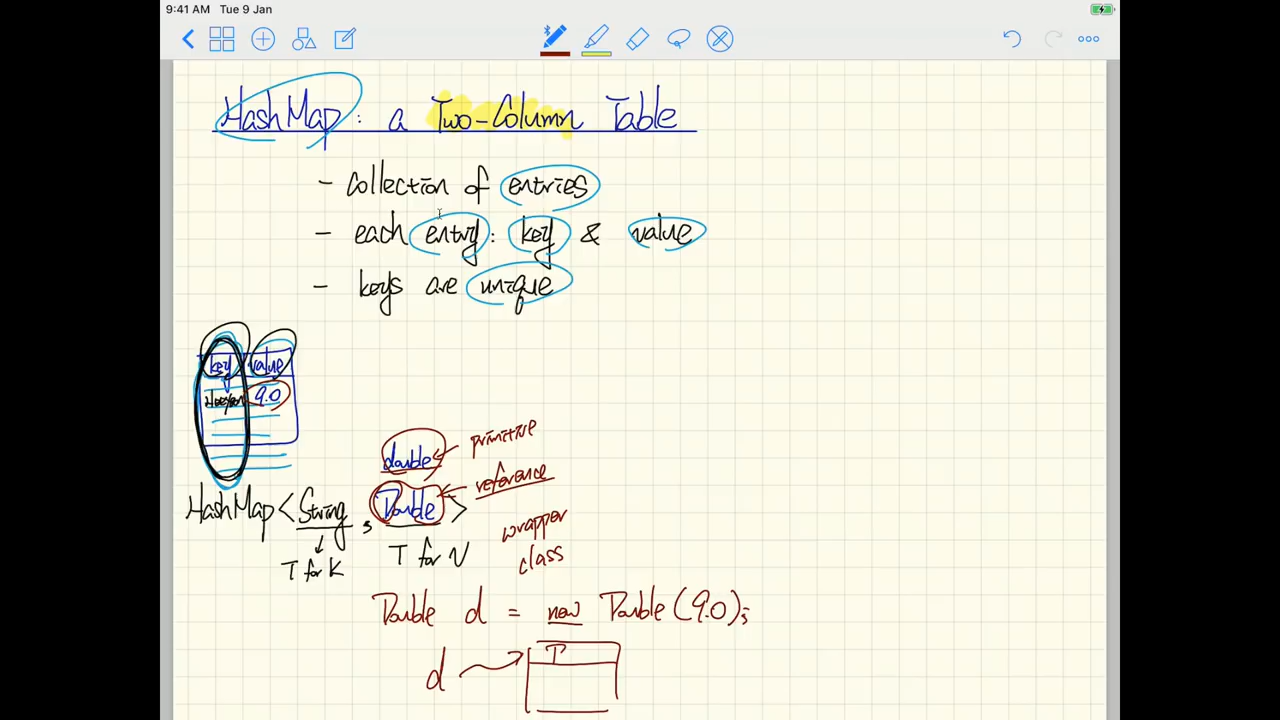 9:41 AM Tue 9 Jan
HashMap : a Two-Column Table
- collection of entries
- each entry : key & value
- keys are unique
key value
9.0
double primitive
HashMap < String , Double > reference
T for K T for V wrapper
class
Double d = new Double (9.0);
d